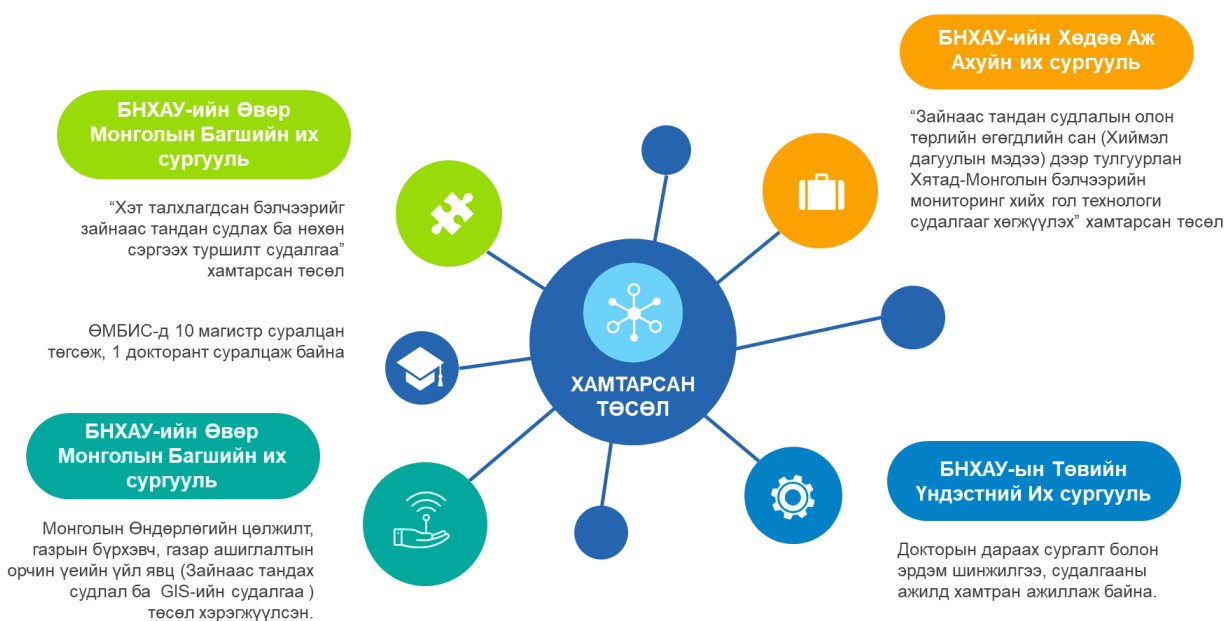 БНХАУ-ийн Өвөр
Монголын Багшийн их
сургууль
“Хэт талхлагдсан бэлчээрийг
зайнаас тандан судлах ба нөхөн
сэргээх туршилт судалгаа”
хамтарсан төсөл
ӨМБИС-д 10 магистр суралцан
төгсөж, 1 докторант суралцаж байна
БНХАУ-ийн Өвөр
Монголын Багшийн их
сургууль
Монголын Өндөрлөгийн цөлжилт,
газрын бүрхэвч, газар ашиглалтын
орчин үеийн үйл явц (Зайнаас тандах
судлал ба GIS-ийн судалгаа )
төсөл хэрэгжүүлсэн.
ХАМТАРСАН
ТӨСӨЛ
БНХАУ-ийн Хөдөө Аж
Ахуйн их сургууль
“Зайнаас тандан судлалын олон
төрлийн өгөгдлийн сан (Хиймэл
дагуулын мэдээ) дээр тулгуурлан
Хятад-Монголын бэлчээрийн
мониторинг хийх гол технологи
судалгааг хөгжүүлэх” хамтарсан төсөл
БНХАУ-ын Төвийн
Үндэстний Их сургууль
Докторын дараах сургалт болон
эрдэм шинжилгээ, судалгааны
ажилд хамтран ажиллаж байна.